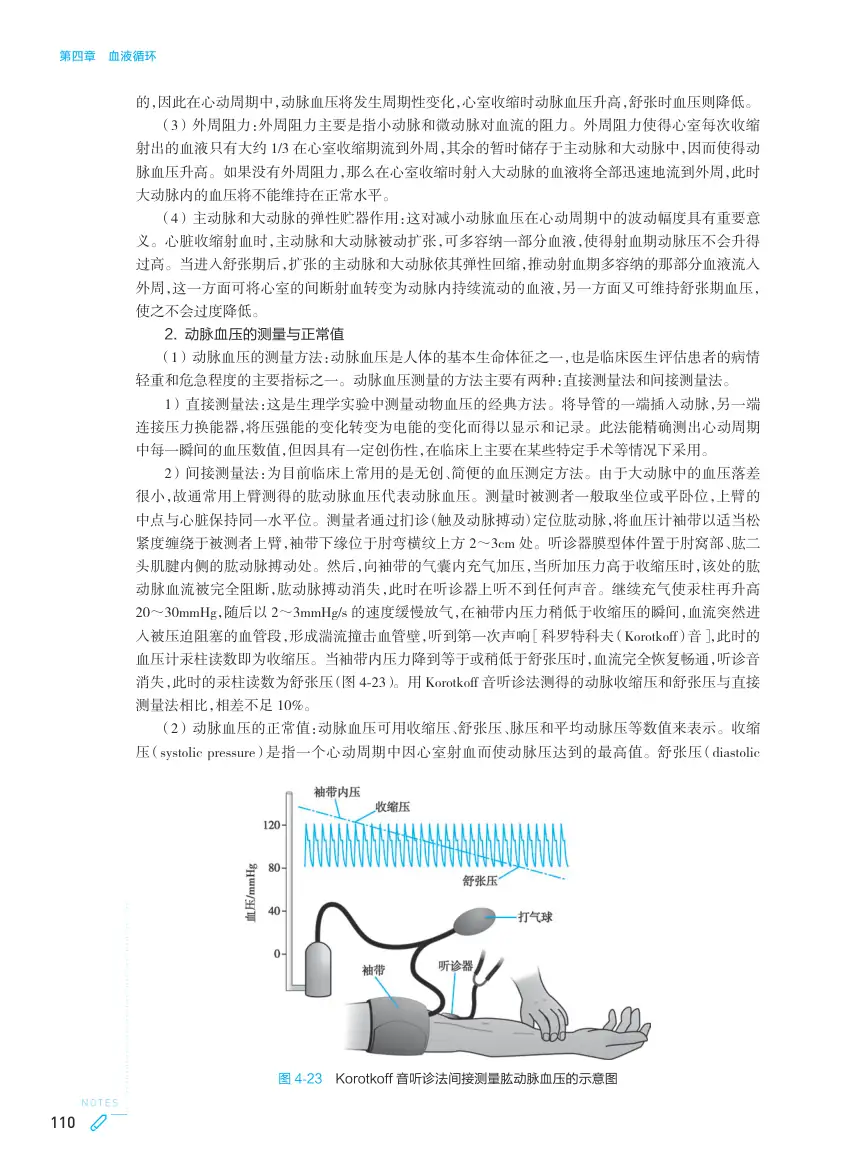 第四章 血液循环
的,因此在心动周期中,动脉血压将发生周期性变化,心室收缩时动脉血压升高,舒张时血压则降低。
(3)外周阻力:外周阻力主要是指小动脉和微动脉对血流的阻力。外周阻力使得心室每次收缩
射出的血液只有大约 1/3 在心室收缩期流到外周,其余的暂时储存于主动脉和大动脉中,因而使得动
脉血压升高。如果没有外周阻力,那么在心室收缩时射入大动脉的血液将全部迅速地流到外周,此时
大动脉内的血压将不能维持在正常水平。
(4)主动脉和大动脉的弹性贮器作用:这对减小动脉血压在心动周期中的波动幅度具有重要意
义。心脏收缩射血时,主动脉和大动脉被动扩张,可多容纳一部分血液,使得射血期动脉压不会升得
过高。当进入舒张期后,扩张的主动脉和大动脉依其弹性回缩,推动射血期多容纳的那部分血液流入
外周,这一方面可将心室的间断射血转变为动脉内持续流动的血液,另一方面又可维持舒张期血压,
使之不会过度降低。
2. 动脉血压的测量与正常值
(1)动脉血压的测量方法:动脉血压是人体的基本生命体征之一,也是临床医生评估患者的病情
轻重和危急程度的主要指标之一。动脉血压测量的方法主要有两种:直接测量法和间接测量法。
1)直接测量法:这是生理学实验中测量动物血压的经典方法。将导管的一端插入动脉,另一端
连接压力换能器,将压强能的变化转变为电能的变化而得以显示和记录。此法能精确测出心动周期
中每一瞬间的血压数值,但因具有一定创伤性,在临床上主要在某些特定手术等情况下采用。
2)间接测量法:为目前临床上常用的是无创、简便的血压测定方法。由于大动脉中的血压落差
很小,故通常用上臂测得的肱动脉血压代表动脉血压。测量时被测者一般取坐位或平卧位,上臂的
中点与心脏保持同一水平位。测量者通过扪诊(触及动脉搏动)定位肱动脉,将血压计袖带以适当松
紧度缠绕于被测者上臂,袖带下缘位于肘弯横纹上方 2～3cm 处。听诊器膜型体件置于肘窝部、肱二
头肌腱内侧的肱动脉搏动处。然后,向袖带的气囊内充气加压,当所加压力高于收缩压时,该处的肱
动脉血流被完全阻断,肱动脉搏动消失,此时在听诊器上听不到任何声音。继续充气使汞柱再升高
20～30mmHg,随后以 2～3mmHg/s 的速度缓慢放气,在袖带内压力稍低于收缩压的瞬间,血流突然进
入被压迫阻塞的血管段,形成湍流撞击血管壁,听到第一次声响[科罗特科夫(Korotkoff)音],此时的
血压计汞柱读数即为收缩压。当袖带内压力降到等于或稍低于舒张压时,血流完全恢复畅通,听诊音
消失,此时的汞柱读数为舒张压(图 4-23)。用 Korotkoff 音听诊法测得的动脉收缩压和舒张压与直接
测量法相比,相差不足 10%。
(2)动脉血压的正常值:动脉血压可用收缩压、舒张压、脉压和平均动脉压等数值来表示。收缩
压(systolic pressure)是指一个心动周期中因心室射血而使动脉压达到的最高值。舒张压(diastolic
袖带内压
收缩压
120
80
舒张压
血压/mmHg
40
打气球
0
袖带
听诊器
图 4-23 Korotkoff 音听诊法间接测量肱动脉血压的示意图
NOTES
110